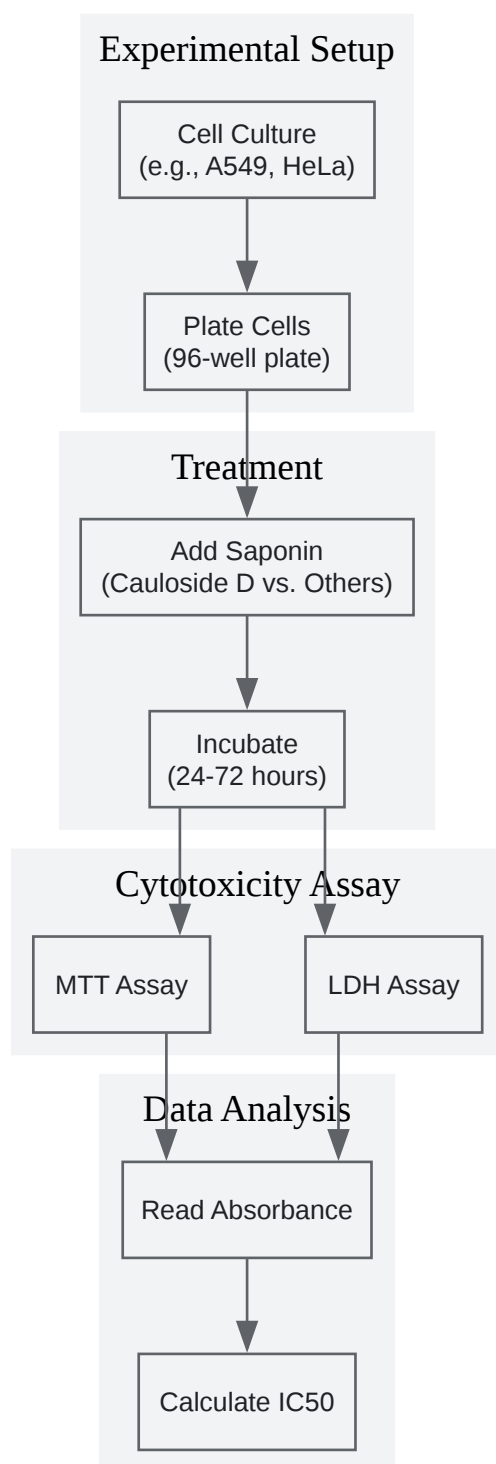 Experimental Setup
Cell Culture
(e.g., A549, HeLa)
Plate Cells
(96-well plate)
Treatment
Add Saponin
(Cauloside D vs. Others)
Incubate
(24-72 hours)
Cytotoxicity Assay
MTT Assay
LDH Assay
Data Analysis
Read Absorbance
Calculate IC50